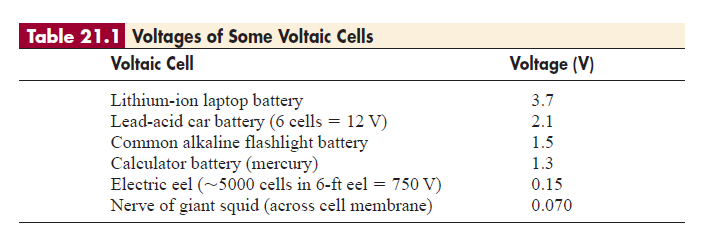 Table 21.1 Voltages of Some Voltaic Cells
Voltaic Cell Voltage (V)
Lithium-ion laptop battery 3.7
Lead-acid car battery (6 cells = 12 V) 2.1
Common alkaline flashlight battery 1.5
Calculator battery (mercury) 1.3
Electric eel (~5000 cells in 6-ft eel = 750 V) 0.15
Nerve of giant squid (across cell membrane) 0.070